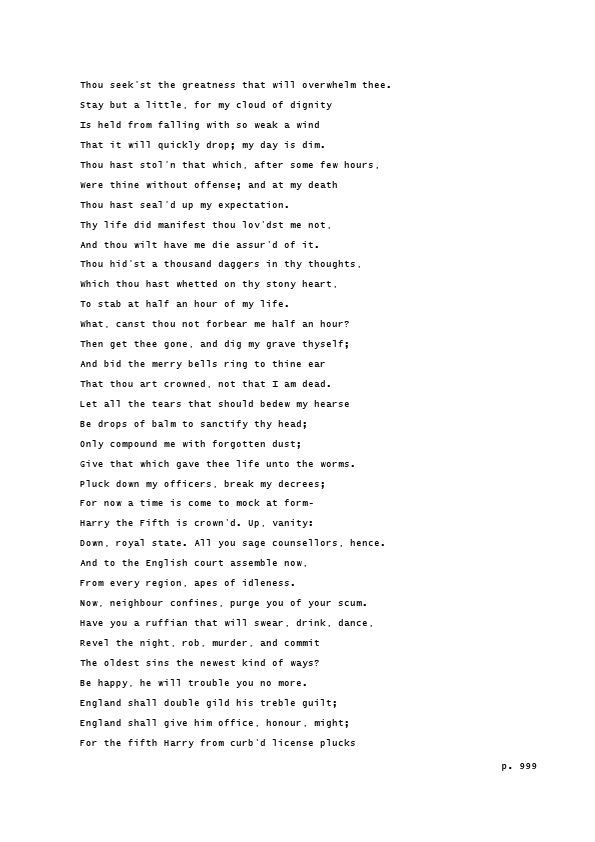 Thou seek'st the greatness that will overwhelm thee.
Stay but a little, for my cloud of dignity
Is held from falling with so weak a wind
That it will quickly drop; my day is dim.
Thou hast stol'n that which, after some few hours,
Were thine without offense; and at my death
Thou hast seal'd up my expectation.
Thy life did manifest thou lov'dst me not,
And thou wilt have me die assur'd of it.
Thou hid'st a thousand daggers in thy thoughts,
Which thou hast whetted on thy stony heart,
To stab at half an hour of my life.
What, canst thou not forbear me half an hour?
Then get thee gone, and dig my grave thyself;
And bid the merry bells ring to thine ear
That thou art crowned, not that I am dead.
Let all the tears that should bedew my hearse
Be drops of balm to sanctify thy head;
Only compound me with forgotten dust;
Give that which gave thee life unto the worms.
Pluck down my officers, break my decrees;
For now a time is come to mock at form-
Harry the Fifth is crown'd. Up, vanity:
Down, royal state. All you sage counsellors, hence.
And to the English court assemble now,
From every region, apes of idleness.
Now, neighbour confines, purge you of your scum.
Have you a ruffian that will swear, drink, dance,
Revel the night, rob, murder, and commit
The oldest sins the newest kind of ways?
Be happy, he will trouble you no more.
England shall double gild his treble guilt;
England shall give him office, honour, might;
For the fifth Harry from curb'd license plucks
p. 999